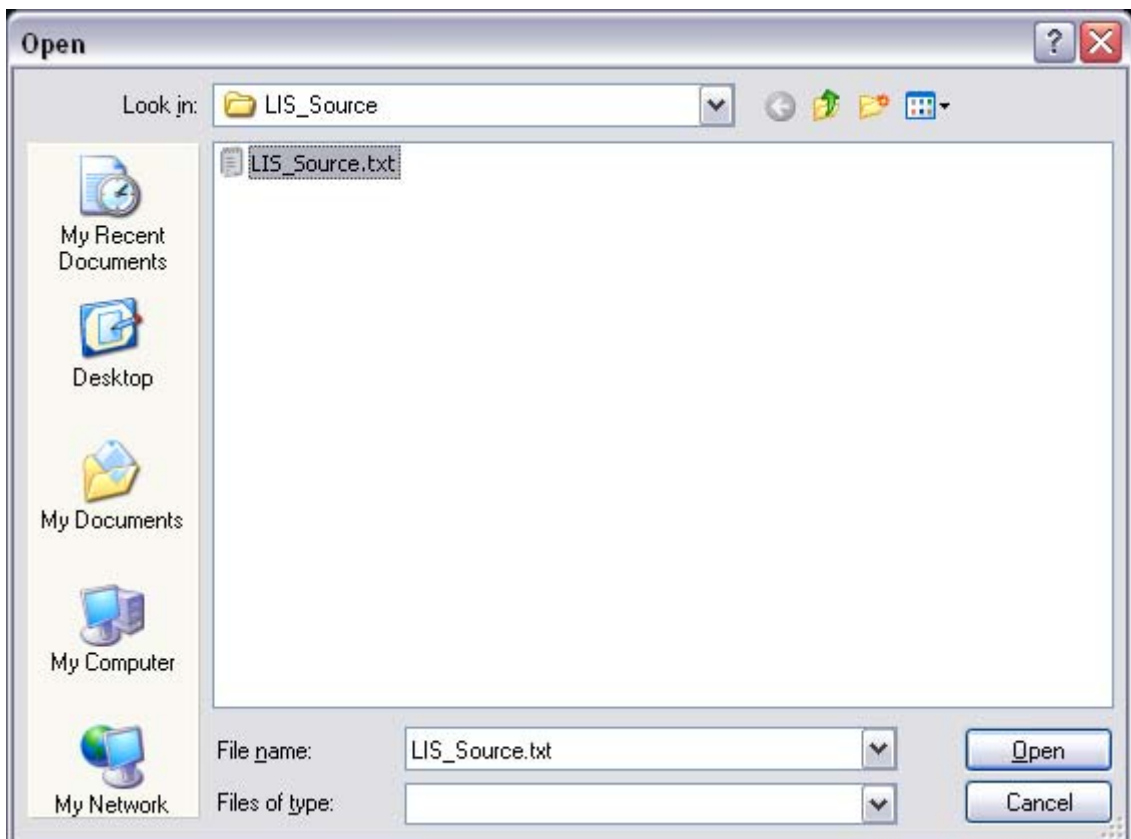 Open
Look in: LIS_Source
LIS_Source.txt
My Recent
Documents
Desktop
My Documents
My Computer
My Network
File name: LIS_Source.txt
Open
Files of type:
Cancel